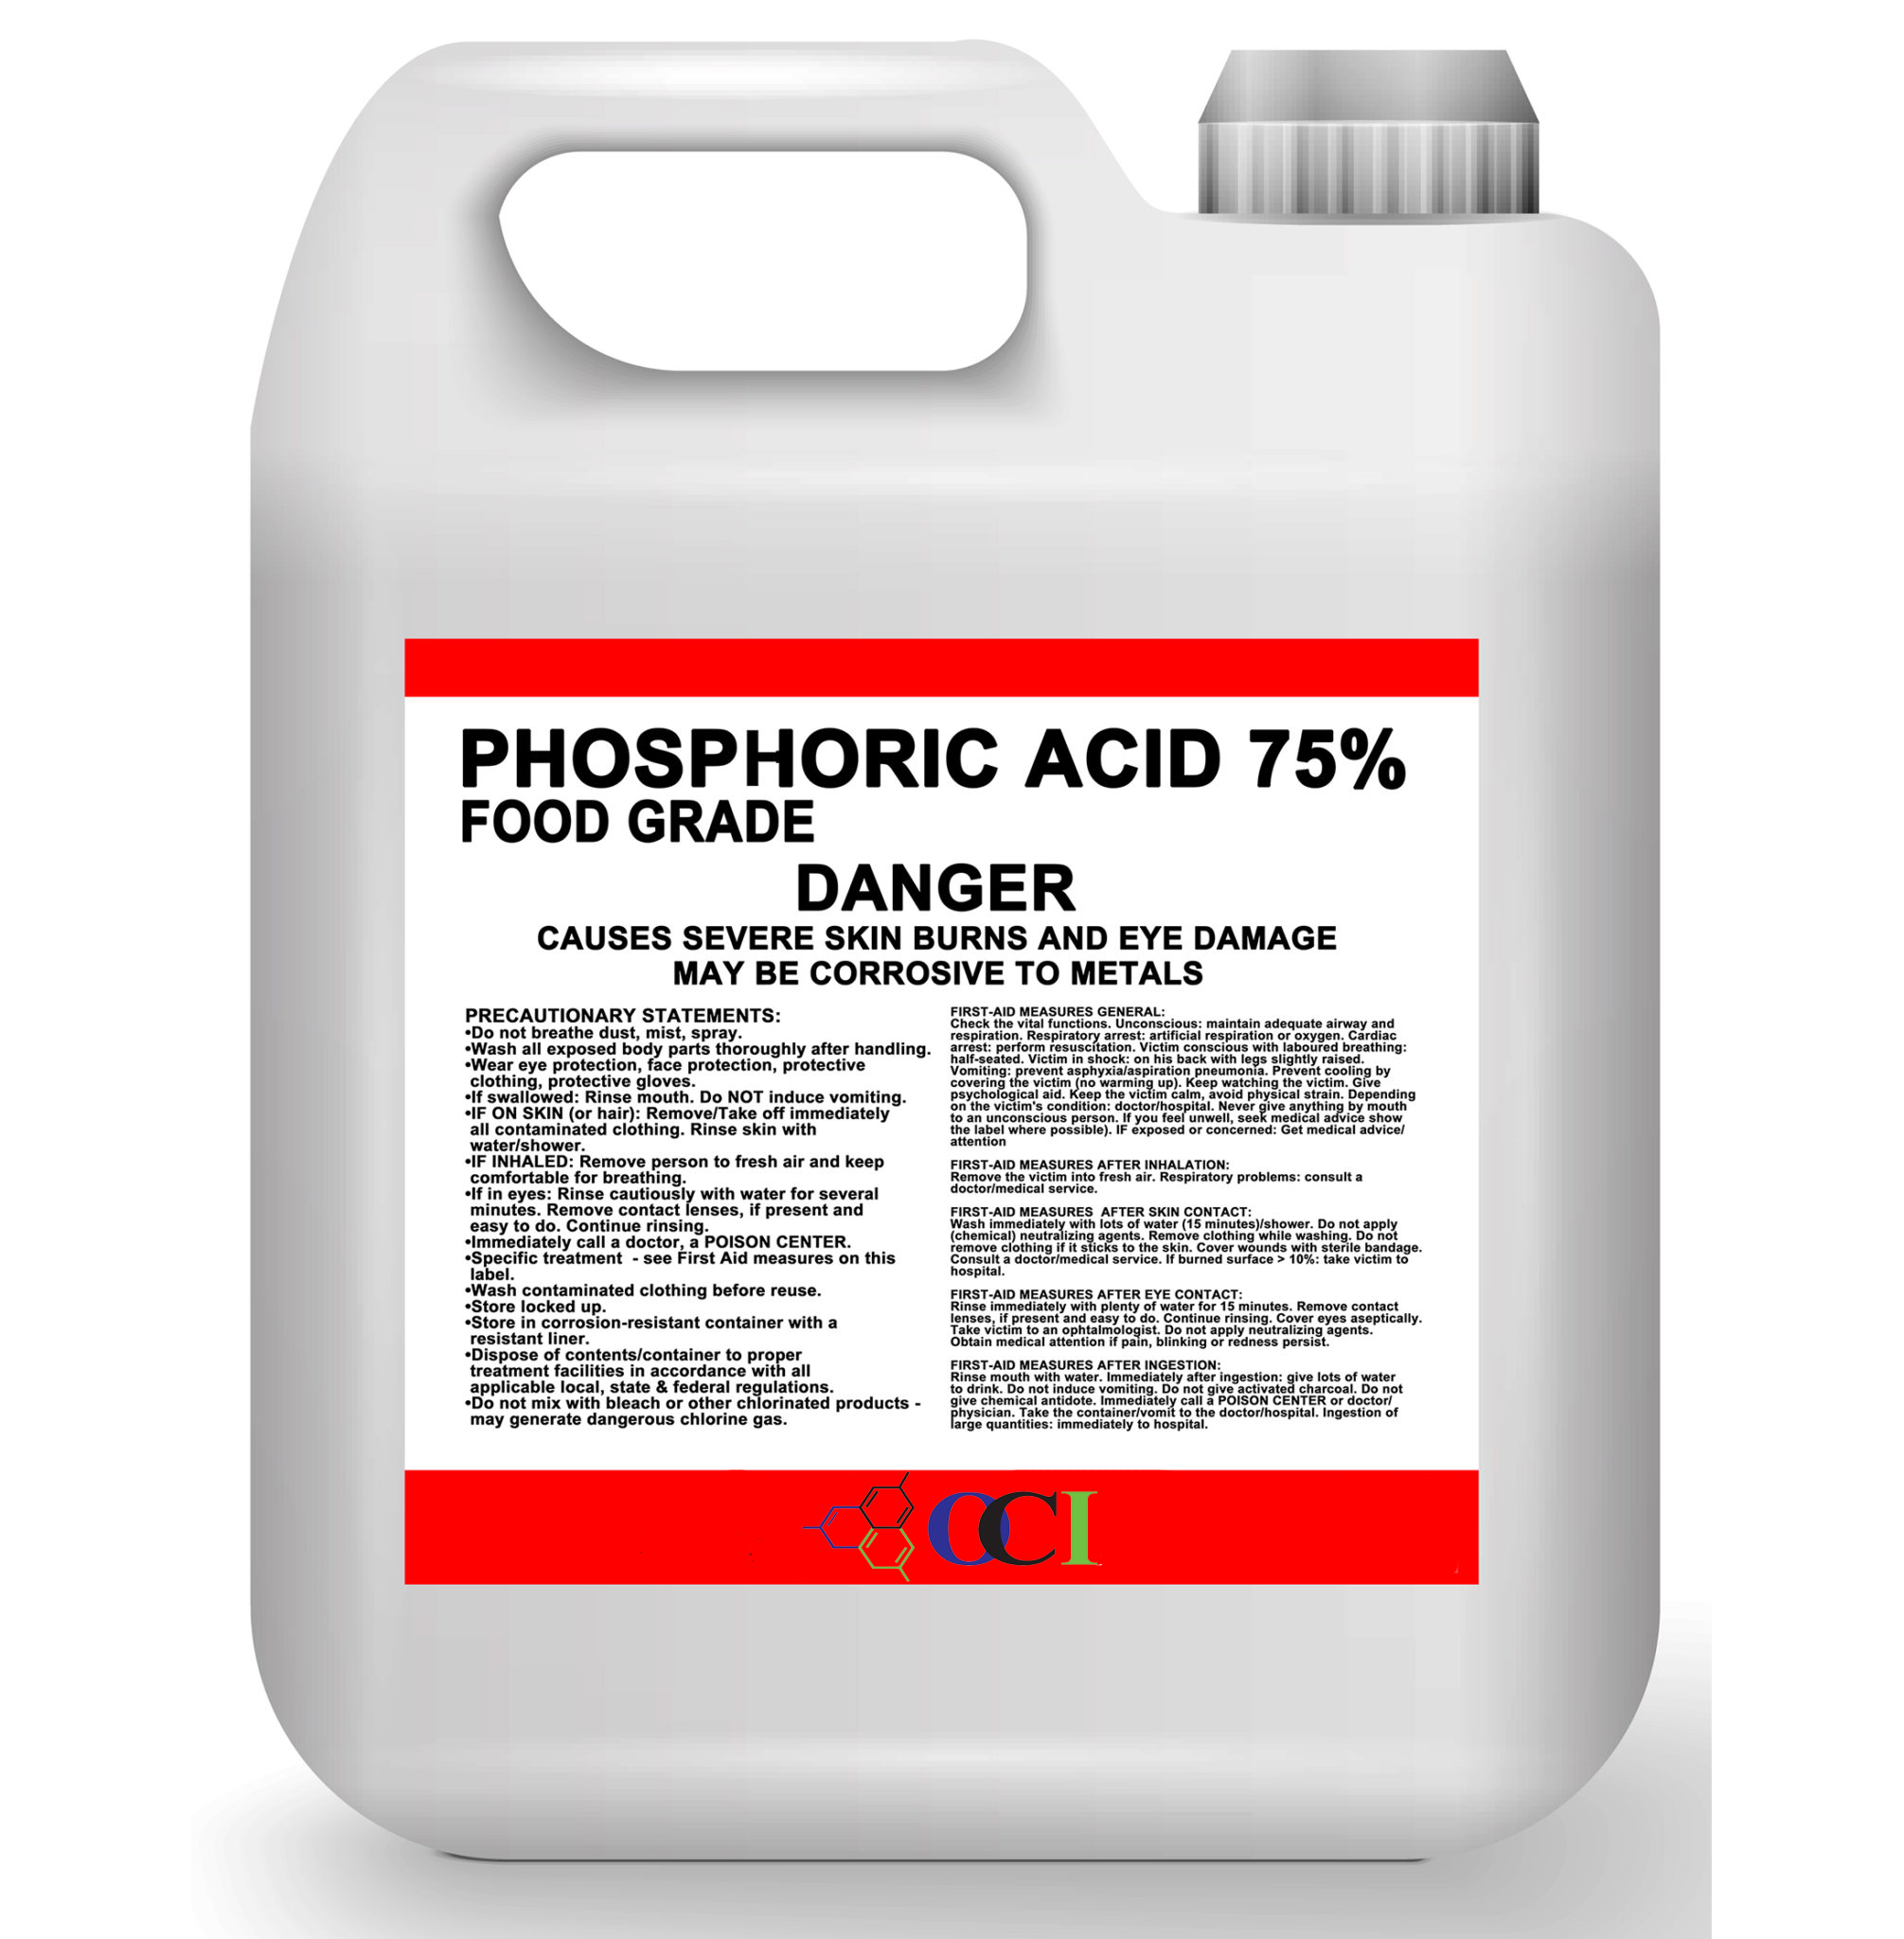 PHOSPHORIC ACID 75%
FOOD GRADE
DANGER
CAUSES SEVERE SKIN BURNS AND EYE DAMAGE
MAY BE CORROSIVE TO METALS
PRECAUTIONARY STATEMENTS:
•Do not breathe dust, mist, spray.
•Wash all exposed body parts thoroughly after handling.
•Wear eye protection, face protection, protective
clothing, protective gloves.
•If swallowed: Rinse mouth. Do NOT induce vomiting.
•IF ON SKIN (or hair): Remove/Take off immediately
all contaminated clothing. Rinse skin with
water/shower.
•IF INHALED: Remove person to fresh air and keep
comfortable for breathing.
•If in eyes: Rinse cautiously with water for several
minutes. Remove contact lenses, if present and
easy to do. Continue rinsing.
•Immediately call a doctor, a POISON CENTER.
•Specific treatment - see First Aid measures on this
label.
•Wash contaminated clothing before reuse.
•Store locked up.
•Store in corrosion-resistant container with a
resistant liner.
•Dispose of contents/container to proper
treatment facilities in accordance with all
applicable local, state & federal regulations.
•Do not mix with bleach or other chlorinated products -
may generate dangerous chlorine gas.
FIRST-AID MEASURES GENERAL:
Check the vital functions. Unconscious: maintain adequate airway and
respiration. Respiratory arrest: artificial respiration or oxygen. Cardiac
arrest: perform resuscitation. Victim conscious with laboured breathing:
half-seated. Victim in shock: on his back with legs slightly raised.
Vomiting: prevent asphyxia/aspiration pneumonia. Prevent cooling by
covering the victim (no warming up). Keep watching the victim. Give
psychological aid. Keep the victim calm, avoid physical strain. Depending
on the victim's condition: doctor/hospital. Never give anything by mouth
to an unconscious person. If you feel unwell, seek medical advice show
the label where possible). IF exposed or concerned: Get medical advice/
attention
FIRST-AID MEASURES AFTER INHALATION:
Remove the victim into fresh air. Respiratory problems: consult a
doctor/medical service.
FIRST-AID MEASURES AFTER SKIN CONTACT:
Wash immediately with lots of water (15 minutes)/shower. Do not apply
(chemical) neutralizing agents. Remove clothing while washing. Do not
remove clothing if it sticks to the skin. Cover wounds with sterile bandage.
Consult a doctor/medical service. If burned surface > 10%: take victim to
hospital.
FIRST-AID MEASURES AFTER EYE CONTACT:
Rinse immediately with plenty of water for 15 minutes. Remove contact
lenses, if present and easy to do. Continue rinsing. Cover eyes aseptically.
Take victim to an ophtalmologist. Do not apply neutralizing agents.
Obtain medical attention if pain, blinking or redness persist.
FIRST-AID MEASURES AFTER INGESTION:
Rinse mouth with water. Immediately after ingestion: give lots of water
to drink. Do not induce vomiting. Do not give activated charcoal. Do not
give chemical antidote. Immediately call a POISON CENTER or doctor/
physician. Take the container/vomit to the doctor/hospital. Ingestion of
large quantities: immediately to hospital.
OCI